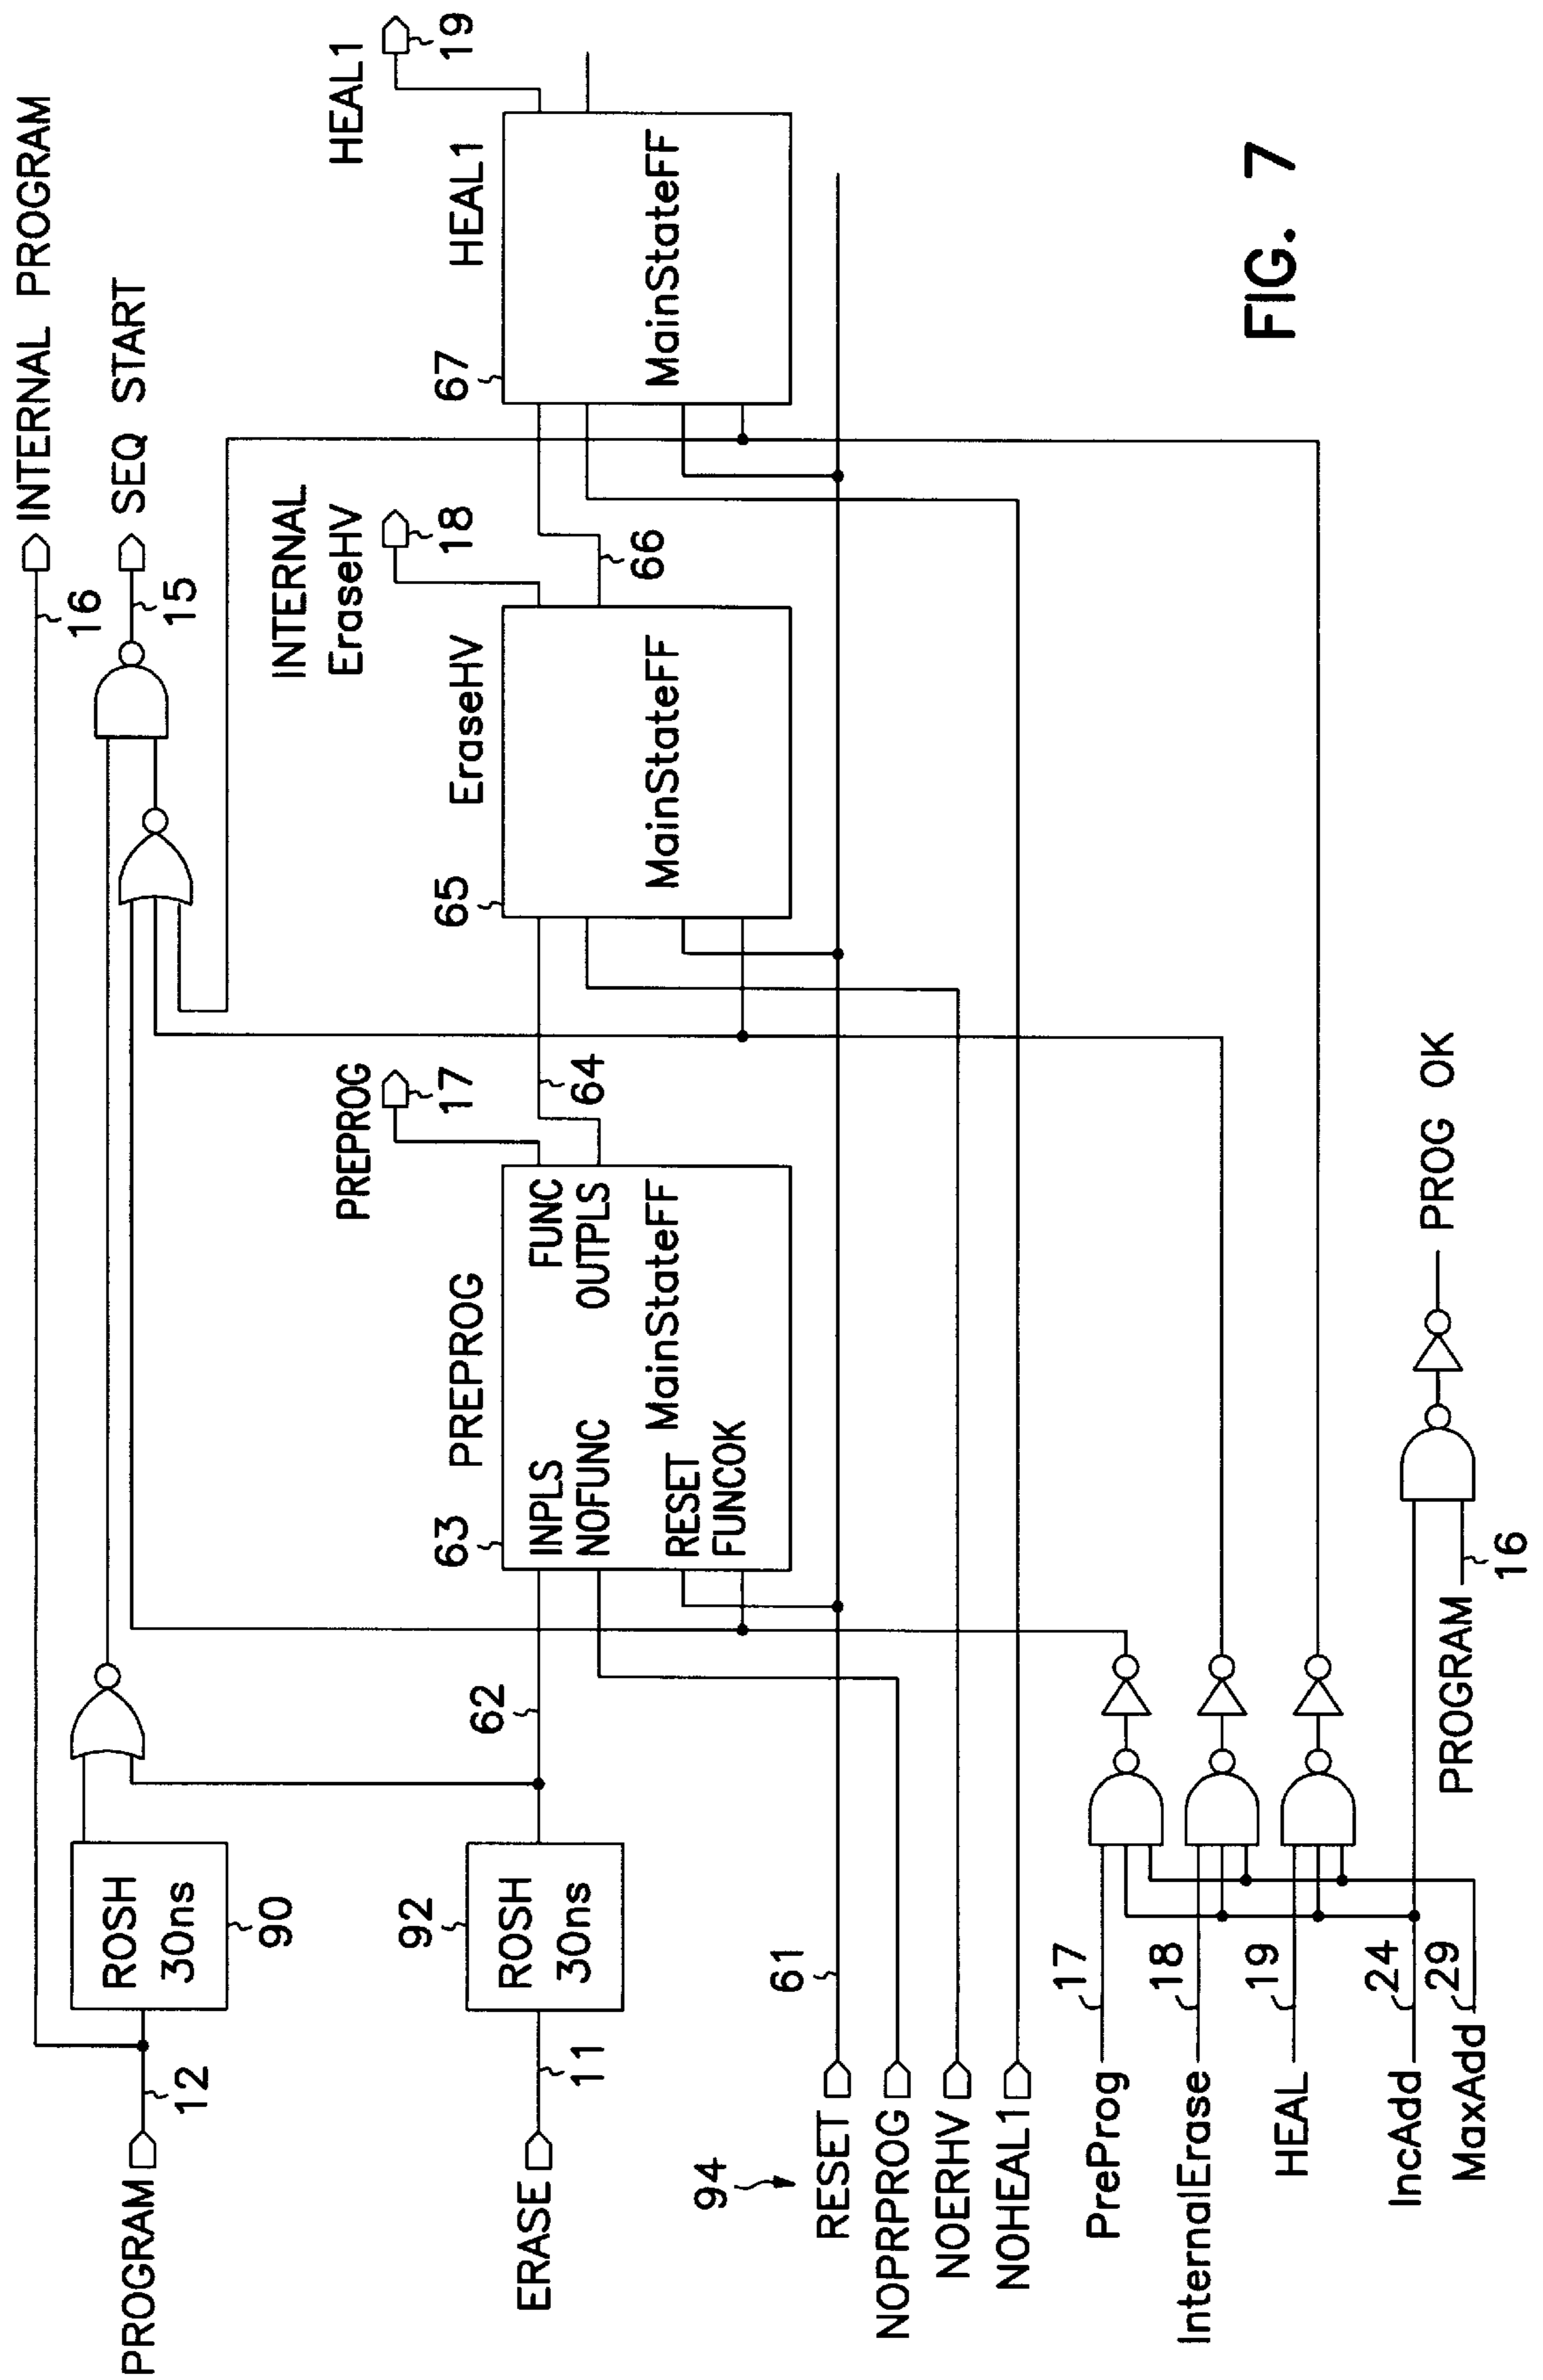 PROGRAM
12
ROSH
30ns
90
16
INTERNAL PROGRAM
15
SEQ START
ERASE
11
ROSH
30ns
92
62
PREPROG
63
INPLS
NOFUNC
RESET
FUNCOK
FUNC
OUTPLS
MainStateFF
PREPROG
17
64
EraseHV
65
MainStateFF
INTERNAL
EraseHV
18
66
HEAL1
67
MainStateFF
HEAL1
19
94
RESET
61
NOPRPROG
NOERHV
NOHEAL1
PreProg
17
InternalErase
18
HEAL
19
IncAdd
24
MaxAdd
29
PROGRAM
16
PROG OK
FIG. 7